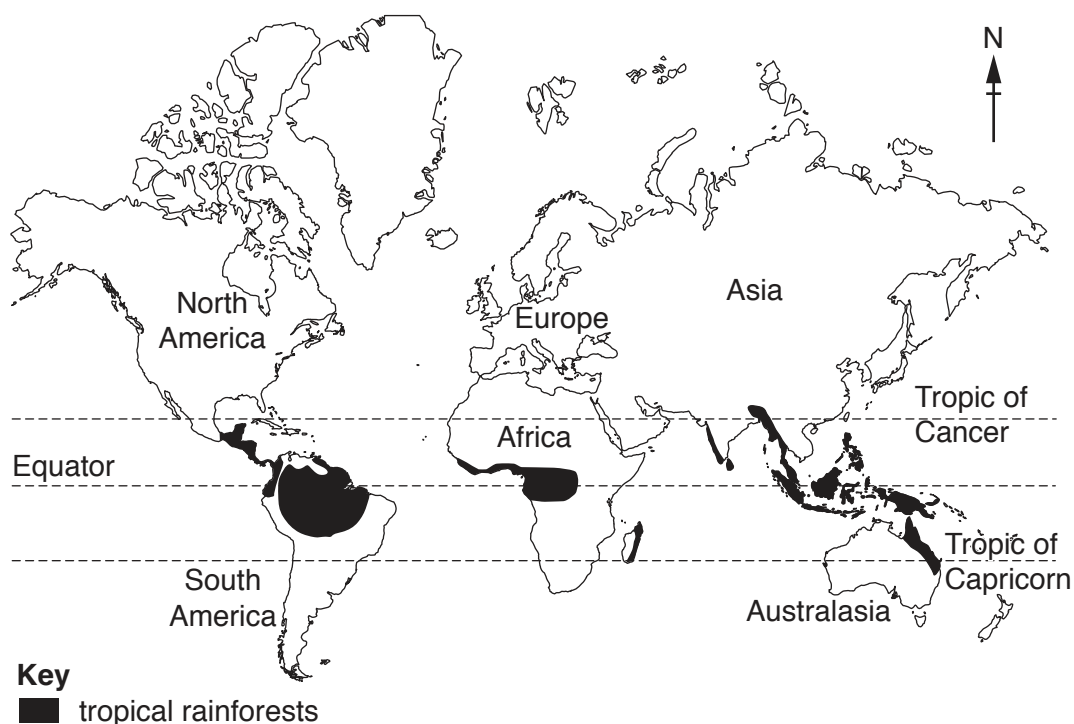 N
North
America
Europe
Asia
Africa
Tropic of
Cancer
Equator
South
America
Australasia
Tropic of
Capricorn
Key
tropical rainforests